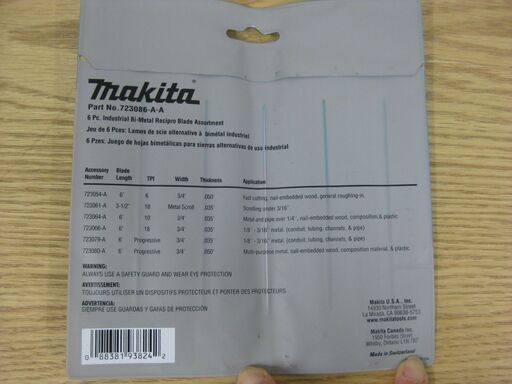 Makita
Part No.723086-A-A
6 Pc. Industrial Bi-Metal Recipro Blade Assortment
Jeu de 6 Pces: Lames de scie alternative à bimétal industriel
6 Pzes: Juego de hojas bimetálicas para sierras alternativas de uso industrial
Accessory Number Blade Length TPI Width Thickness Application
723054-A 6" 6 3/4" .050" Fast cutting, nail-embedded wood, general roughing-in.
723061-A 3-1/2" 18 Metal Scroll .035" Scrolling under 3/16"
723064-A 6" 10 3/4" .035" Metal and pipe over 1/4", nail-embedded wood, composition, & plastic.
723066-A 6" 18 3/4" .035" 1/8" - 3/16" metal. (conduit, tubing, channels, & pipe)
723079-A 6" Progressive 3/4" .035" 1/8" - 3/16" metal. (conduit, tubing, channels, & pipe)
723080-A 6" Progressive 3/4" .050" Multi-purpose metal, nail-embedded wood, composition material, & plastic.
WARNING:
ALWAYS USE A SAFETY GUARD AND WEAR EYE PROTECTION
AVERTISSEMENT:
TOUJOURS UTILISER UN DISPOSITIFS PROTECTEUR ET PORTER DES PROTECTEURS.
ADVERTENCIA:
SIEMPRE USE GUARDAS Y GAFAS DE PROTECCIÓN
Makita U.S.A., Inc.
14930 Northam Street
La Mirada, CA 90638-5753
www.makitatools.com
Makita Canada Inc.
1950 Forbes Street
Whitby, Ontario L1N 7B7
Made in Switzerland
0 88381 93824 2